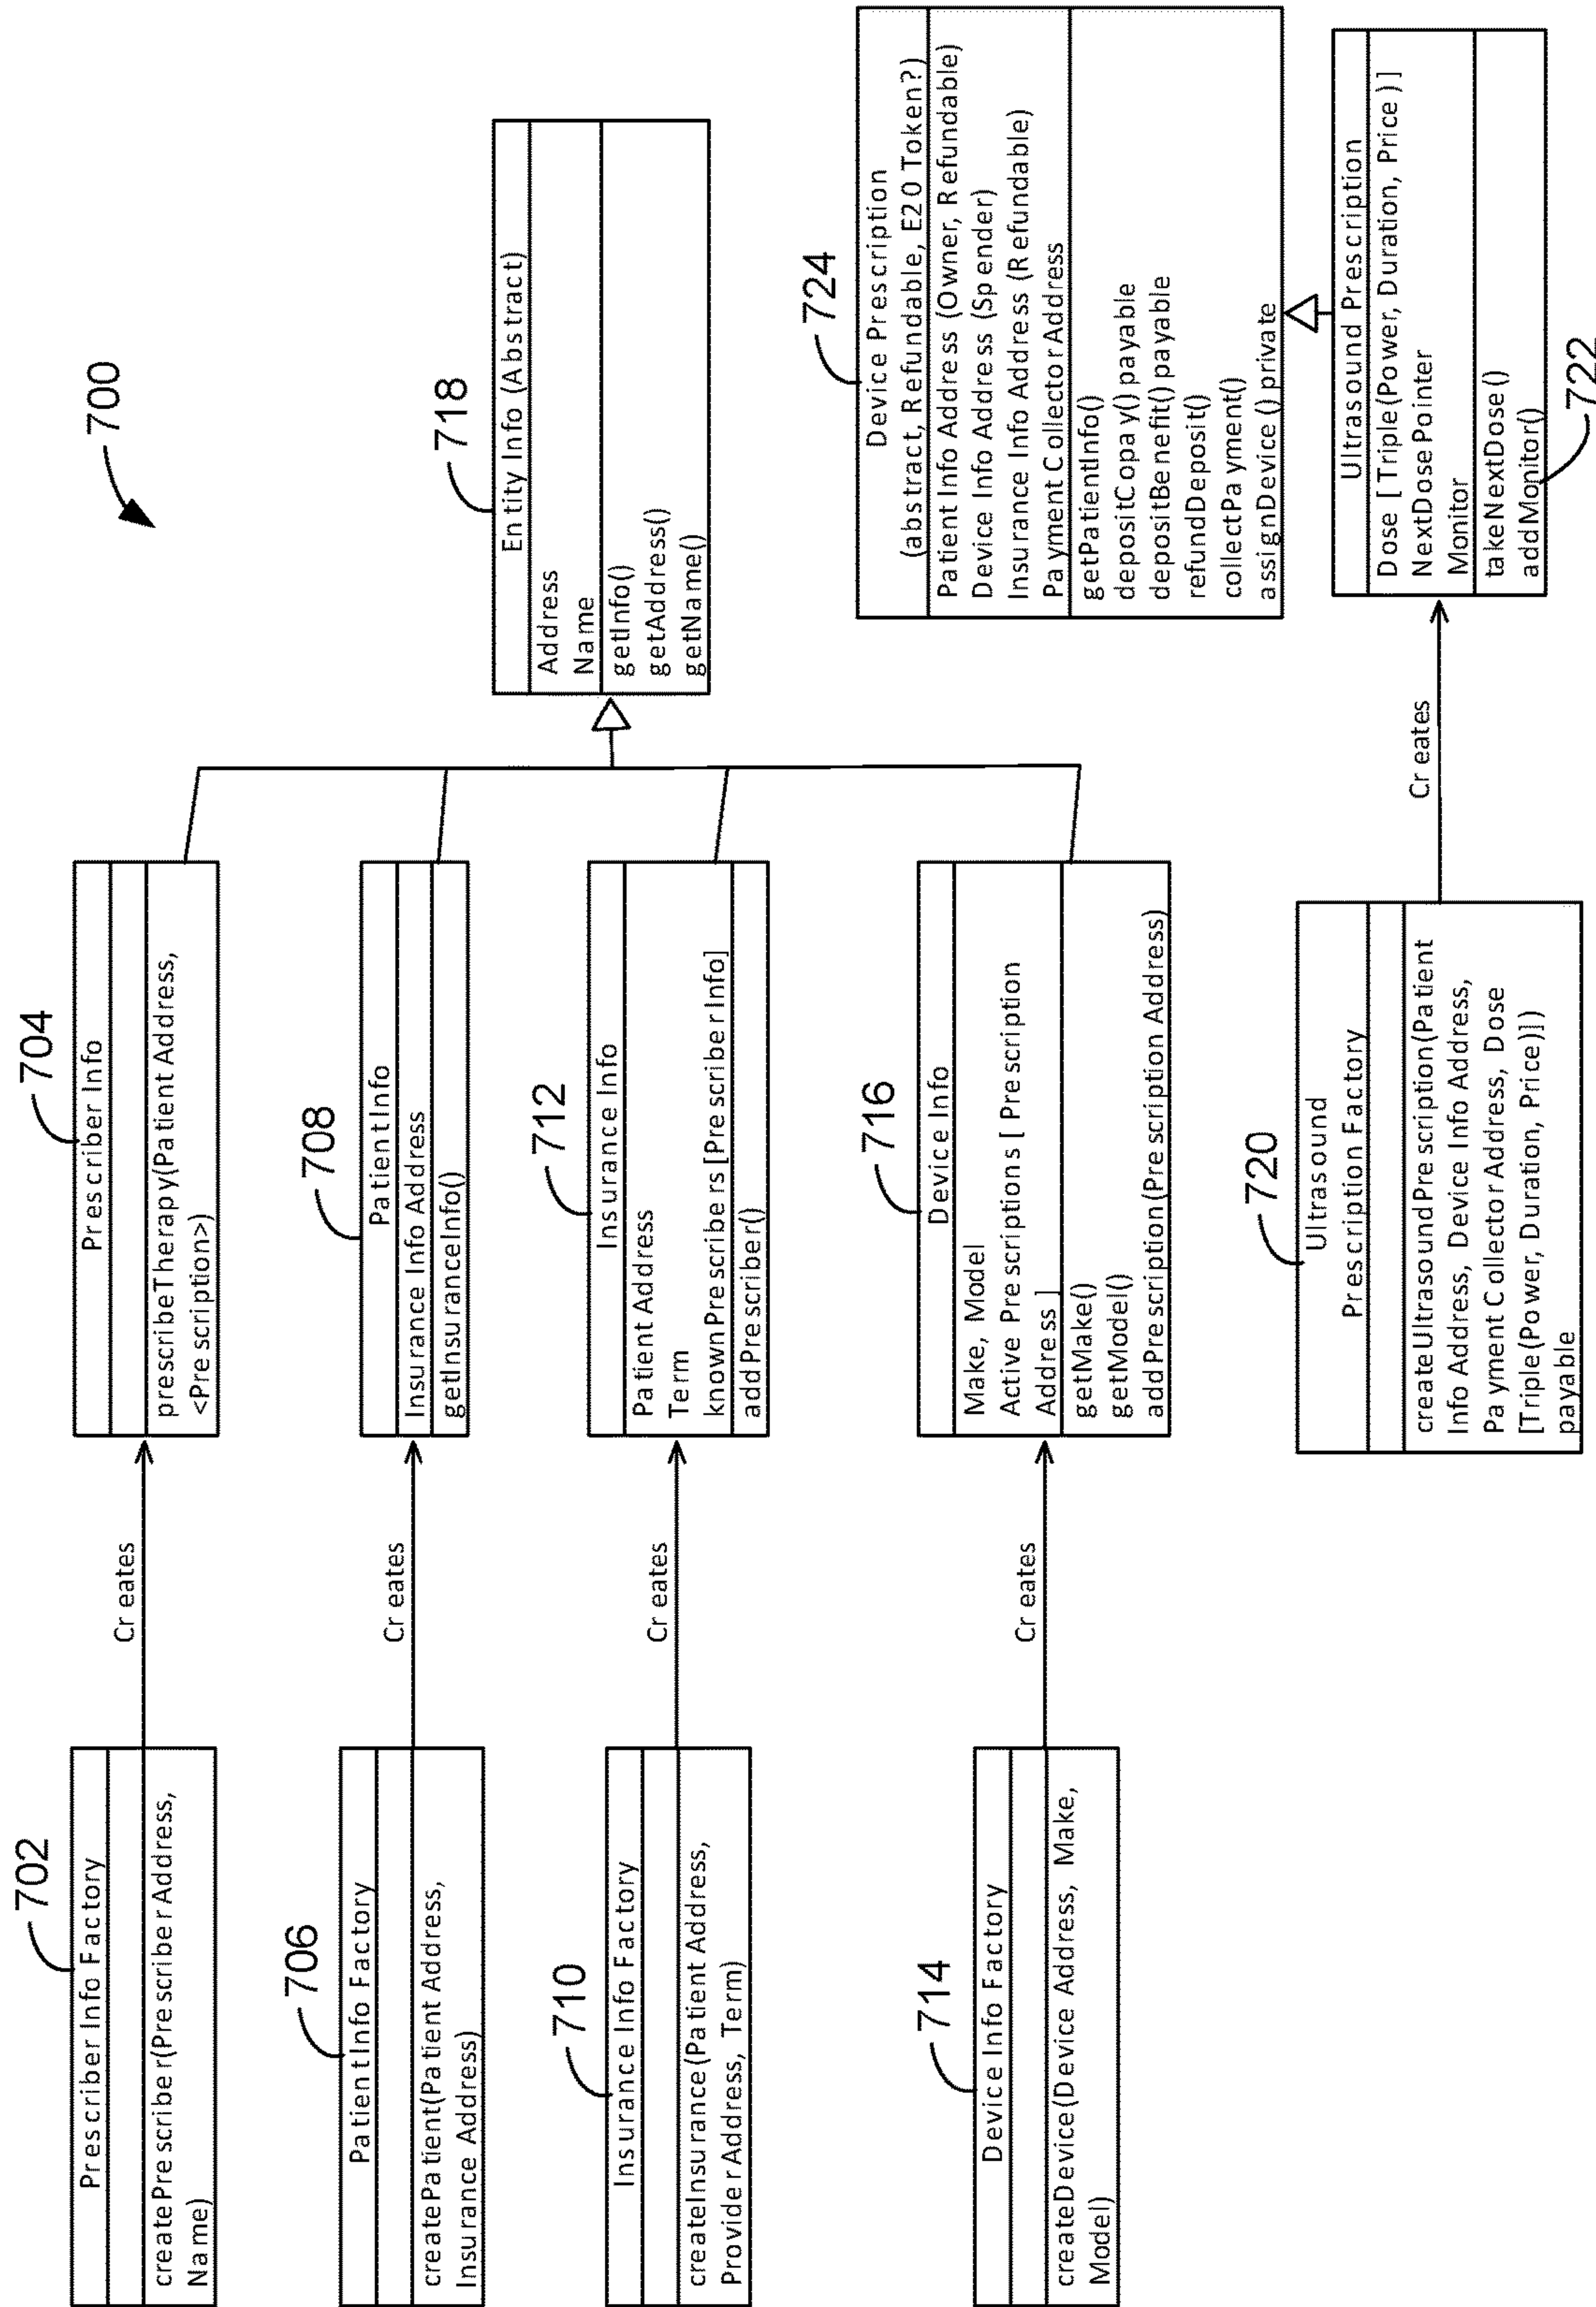 700
702
Prescriber Info Factory
createPrescriber(Prescriber Address,
Name)
Creates
704
Prescriber Info
prescribeTherapy(Patient Address,
<Prescription>)
706
Patient Info Factory
createPatient(Patient Address,
Insurance Address)
Creates
708
Patient Info
Insurance Info Address
getInsuranceInfo()
710
Insurance Info Factory
createInsurance(Patient Address,
Provider Address, Term)
Creates
712
Insurance Info
Patient Address
Term
knownPrescribers [PrescriberInfo]
addPrescriber()
714
Device Info Factory
createDevice(Device Address, Make,
Model)
Creates
716
Device Info
Make, Model
Active Prescriptions [Prescription
Address]
getMake()
getModel()
addPrescription(Prescription Address)
718
Entity Info (Abstract)
Address
Name
getInfo()
getAddress()
getName()
720
Ultrasound
Prescription Factory
createUltrasoundPrescription(Patient
Info Address, Device Info Address,
Payment Collector Address, Dose
[Triple(Power, Duration, Price)])
payable
Creates
724
Device Prescription
(abstract, Refundable, E20 Token?)
Patient Info Address (Owner, Refundable)
Device Info Address (Spender)
Insurance Info Address (Refundable)
Payment Collector Address
getPatientInfo()
depositCopay() payable
depositBenefit() payable
refundDeposit()
collectPayment()
assignDevice () private
Ultrasound Prescription
Dose [Triple(Power, Duration, Price)]
NextDosePointer
Monitor
takeNextDose()
addMonitor()
722